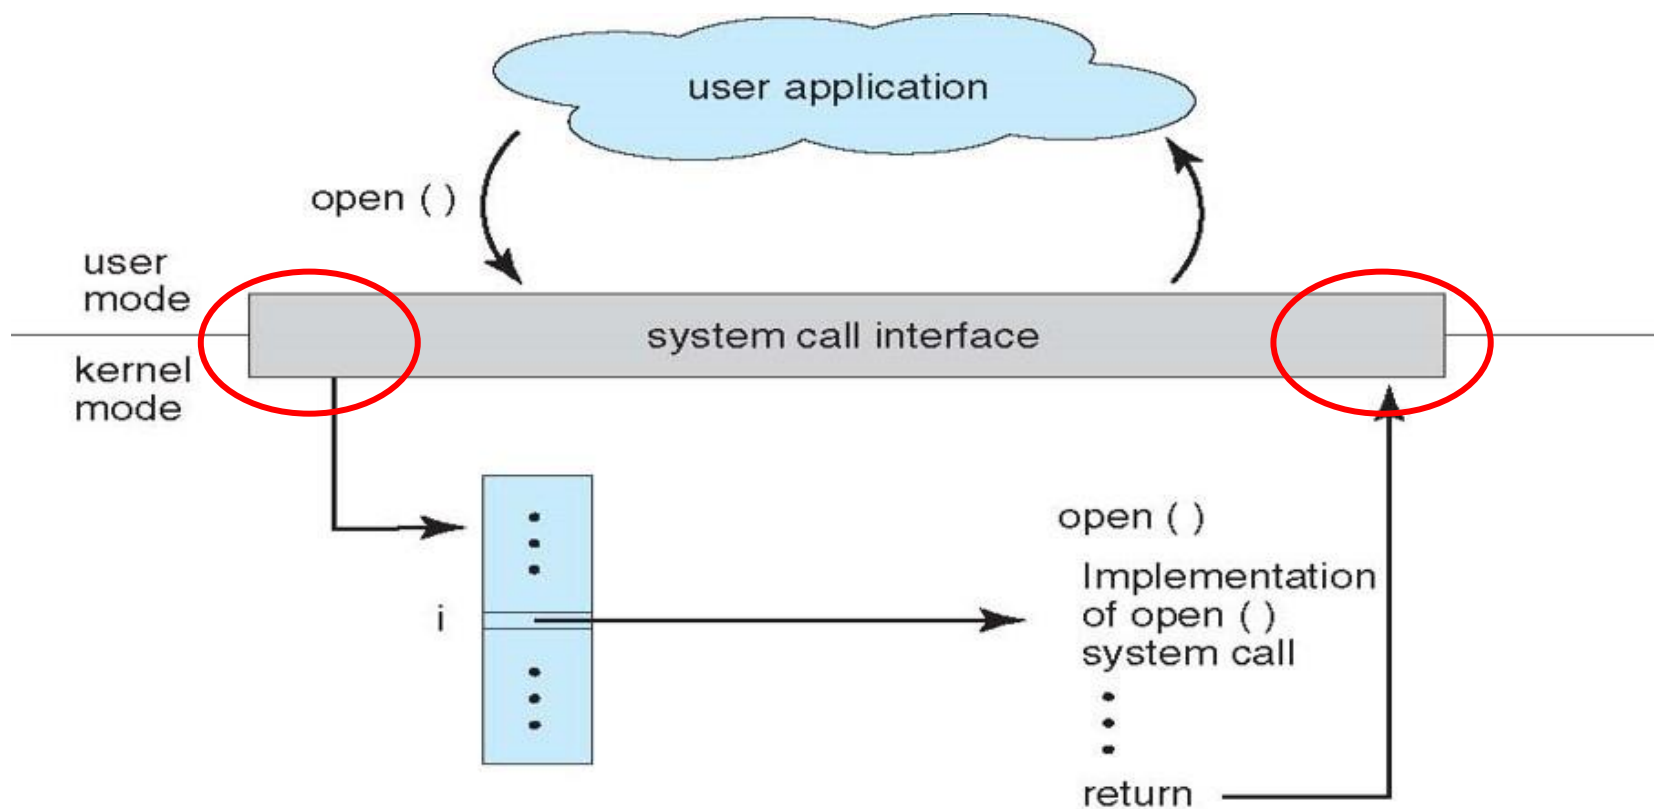 user application
open ( )
user
mode
system call interface
kernel
mode
open ( )
Implementation
of open ( )
system call
i
return